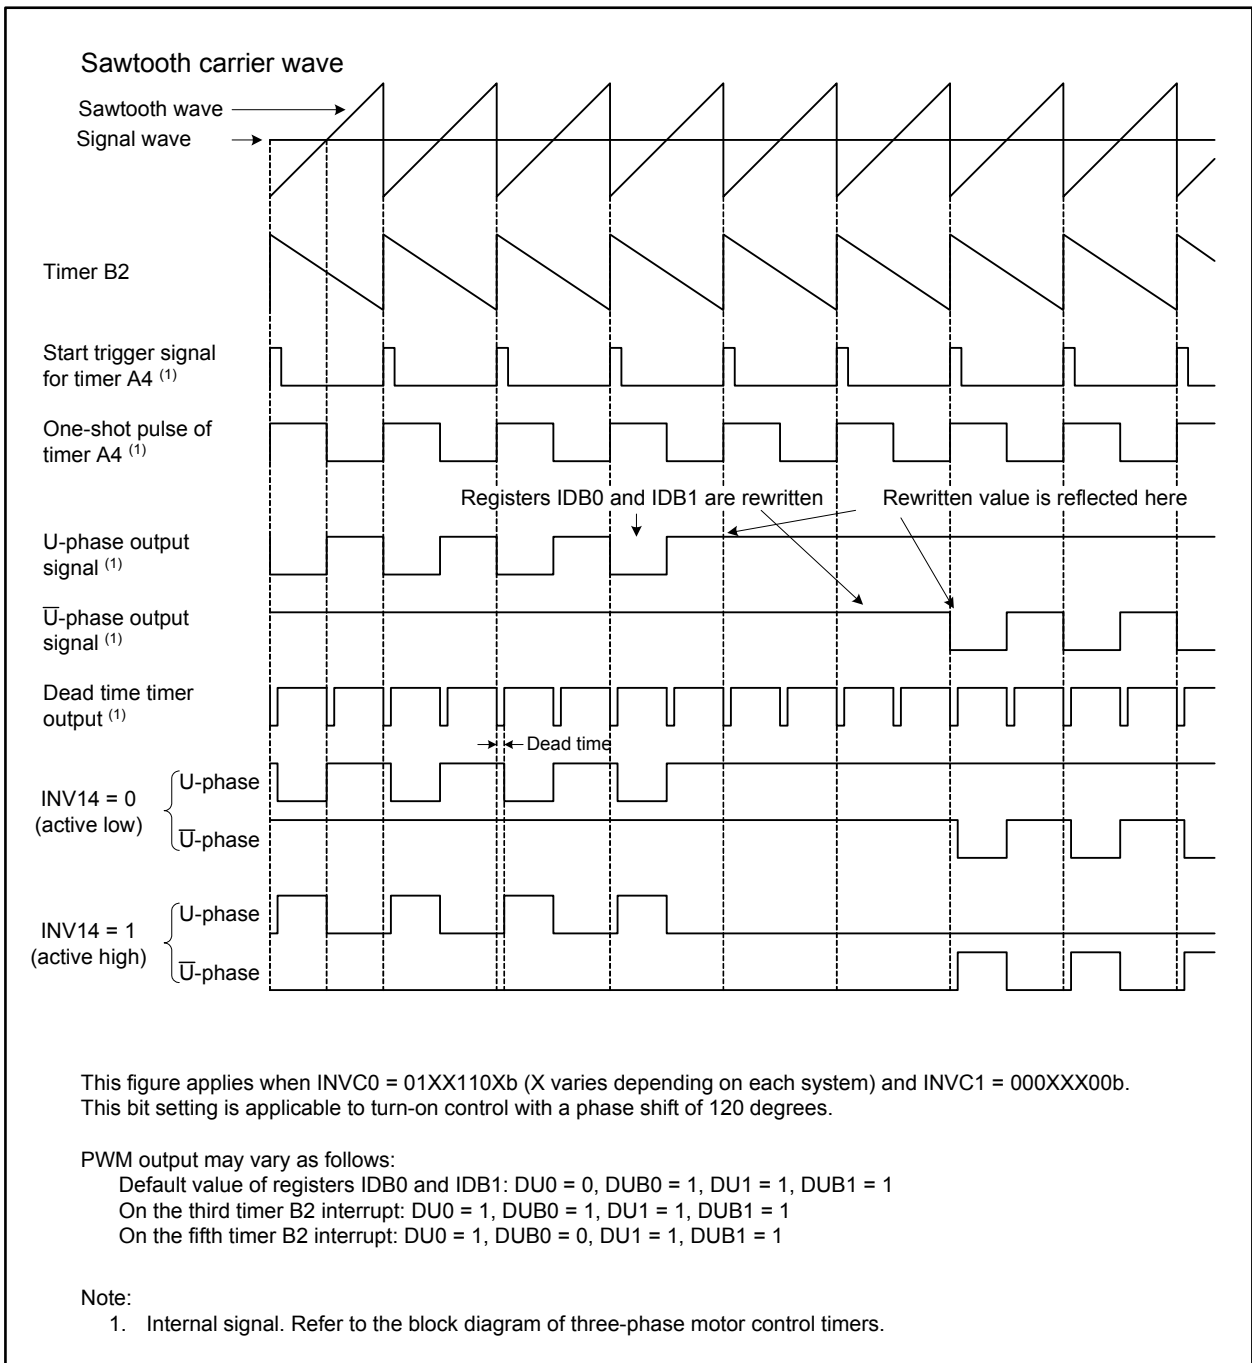 Sawtooth carrier wave
Sawtooth wave
Signal wave
Timer B2
Start trigger signal
for timer A4 (1)
One-shot pulse of
timer A4 (1)
Registers IDB0 and IDB1 are rewritten
Rewritten value is reflected here
U-phase output
signal (1)
U̅-phase output
signal (1)
Dead time timer
output (1)
Dead time
INV14 = 0
(active low)
U-phase
U̅-phase
INV14 = 1
(active high)
U-phase
U̅-phase
This figure applies when INVC0 = 01XX110Xb (X varies depending on each system) and INVC1 = 000XXX00b.
This bit setting is applicable to turn-on control with a phase shift of 120 degrees.
PWM output may vary as follows:
Default value of registers IDB0 and IDB1: DU0 = 0, DUB0 = 1, DU1 = 1, DUB1 = 1
On the third timer B2 interrupt: DU0 = 1, DUB0 = 1, DU1 = 1, DUB1 = 1
On the fifth timer B2 interrupt: DU0 = 1, DUB0 = 0, DU1 = 1, DUB1 = 1
Note:
1. Internal signal. Refer to the block diagram of three-phase motor control timers.